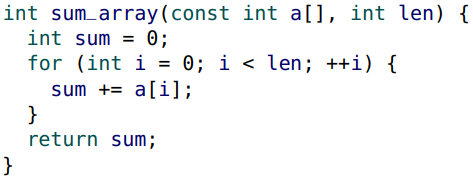 int sum_array(const int a[], int len) {
  int sum = 0;
  for (int i = 0; i < len; ++i) {
    sum += a[i];
  }
  return sum;
}